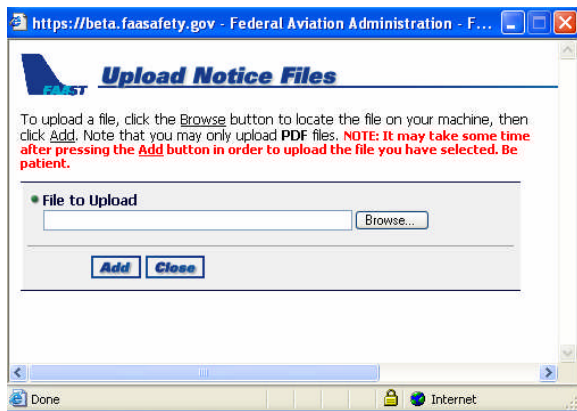 https://beta.faasafety.gov - Federal Aviation Administration - F...
FAAST
Upload Notice Files
To upload a file, click the Browse button to locate the file on your machine, then
click Add. Note that you may only upload PDF files. NOTE: It may take some time
after pressing the Add button in order to upload the file you have selected. Be
patient.
File to Upload
Browse...
Add Close
Done Internet